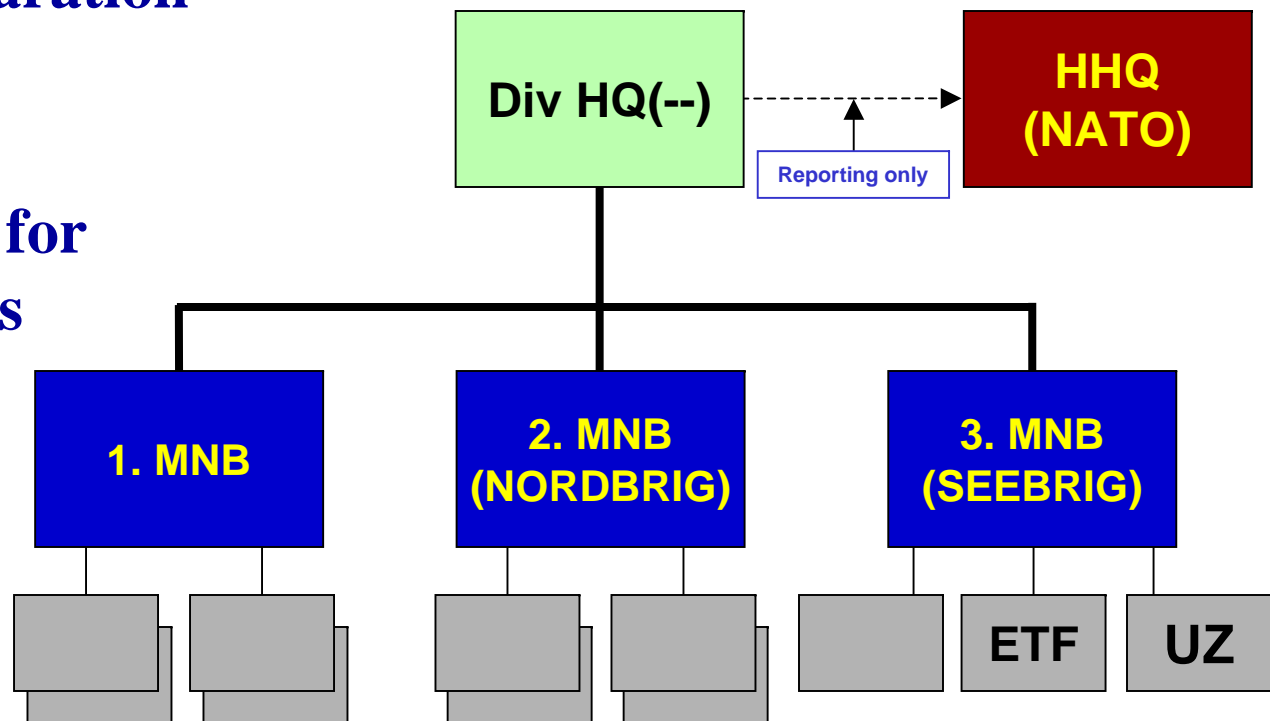 Div HQ(--)
HHQ
(NATO)
Reporting only
for
1. MNB
2. MNB
(NORDBRIG)
3. MNB
(SEEBRIG)
ETF
UZ